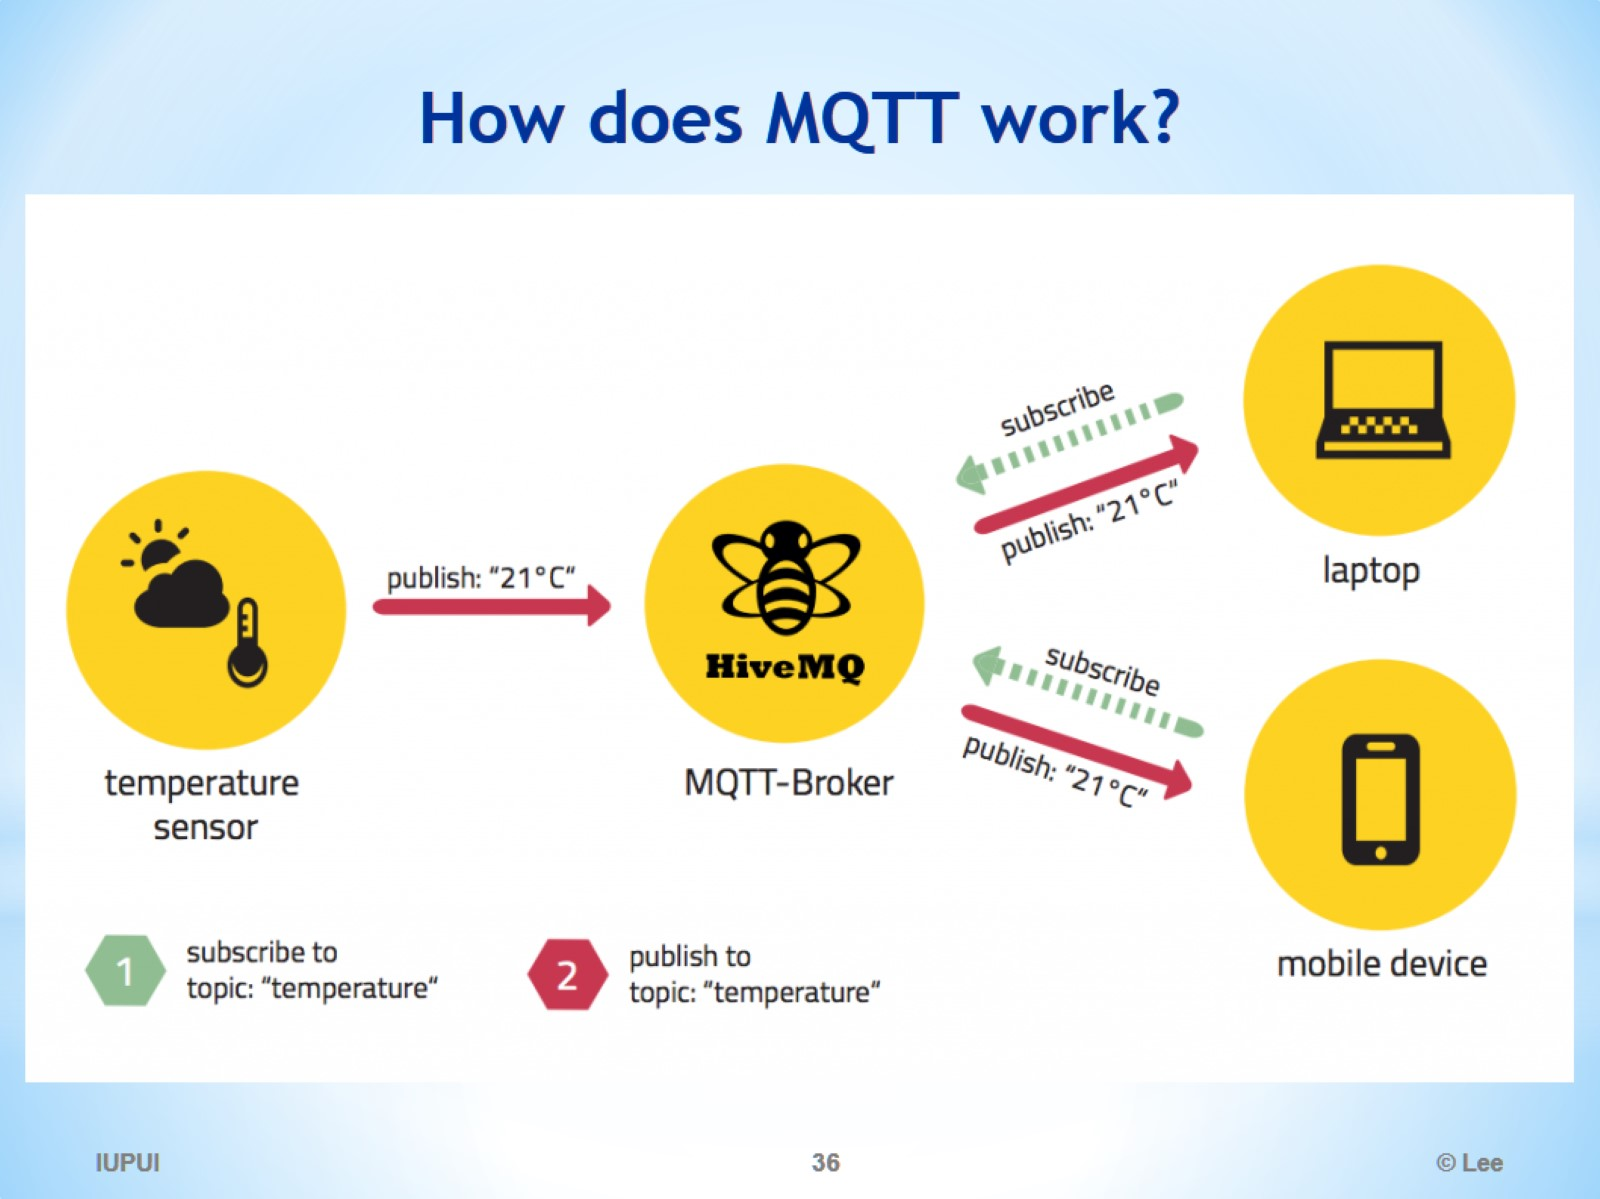 How does MQTT work?
subscribe
publish: “21°C“
laptop
publish: “21°C“
HiveMQ
MQTT-Broker
temperature
sensor
subscribe
publish: “21°C“
mobile device
1
subscribe to
topic: “temperature“
2
publish to
topic: “temperature“
IUPUI
36
© Lee